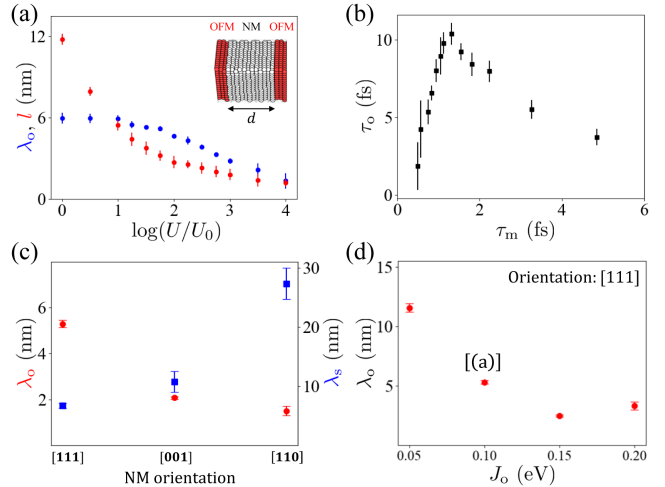 (a)
OFM NM OFM
d
12
6
0
λₒ, l (nm)
0 1 2 3 4
log(U/U₀)
(b)
10
5
0
τₒ (fs)
0 2 4 6
τₘ (fs)
(c)
6
4
2
λₒ (nm)
30
20
10
λₛ (nm)
[111] [001] [110]
NM orientation
(d)
Orientation: [111]
[(a)]
15
10
5
λₒ (nm)
0.05 0.10 0.15 0.20
Jₒ (eV)